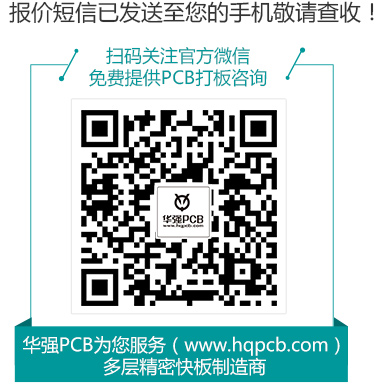 报价短信已发送至您的手机敬请查收！
扫码关注官方微信
免费提供PCB打板咨询
华强PCB
www.hqpcb.com
华强PCB为您服务（www.hqpcb.com）
多层精密快板制造商